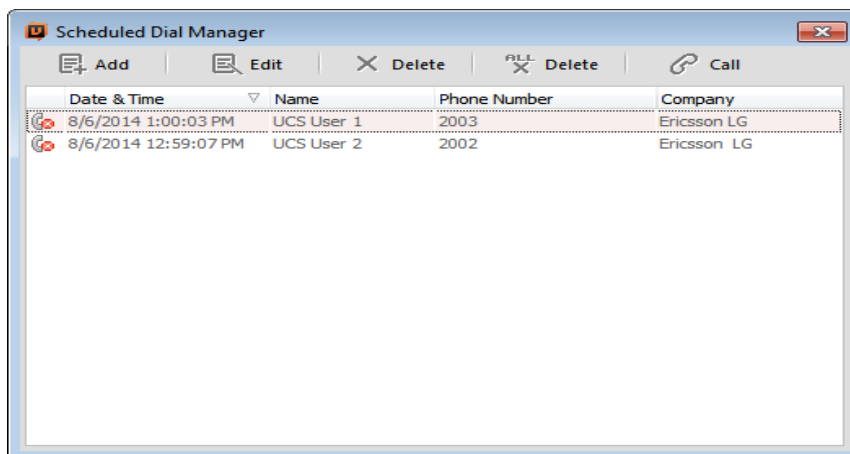 Scheduled Dial Manager
Add Edit Delete ALL Delete Call
Date & Time Name Phone Number Company
8/6/2014 1:00:03 PM UCS User 1 2003 Ericsson LG
8/6/2014 12:59:07 PM UCS User 2 2002 Ericsson LG